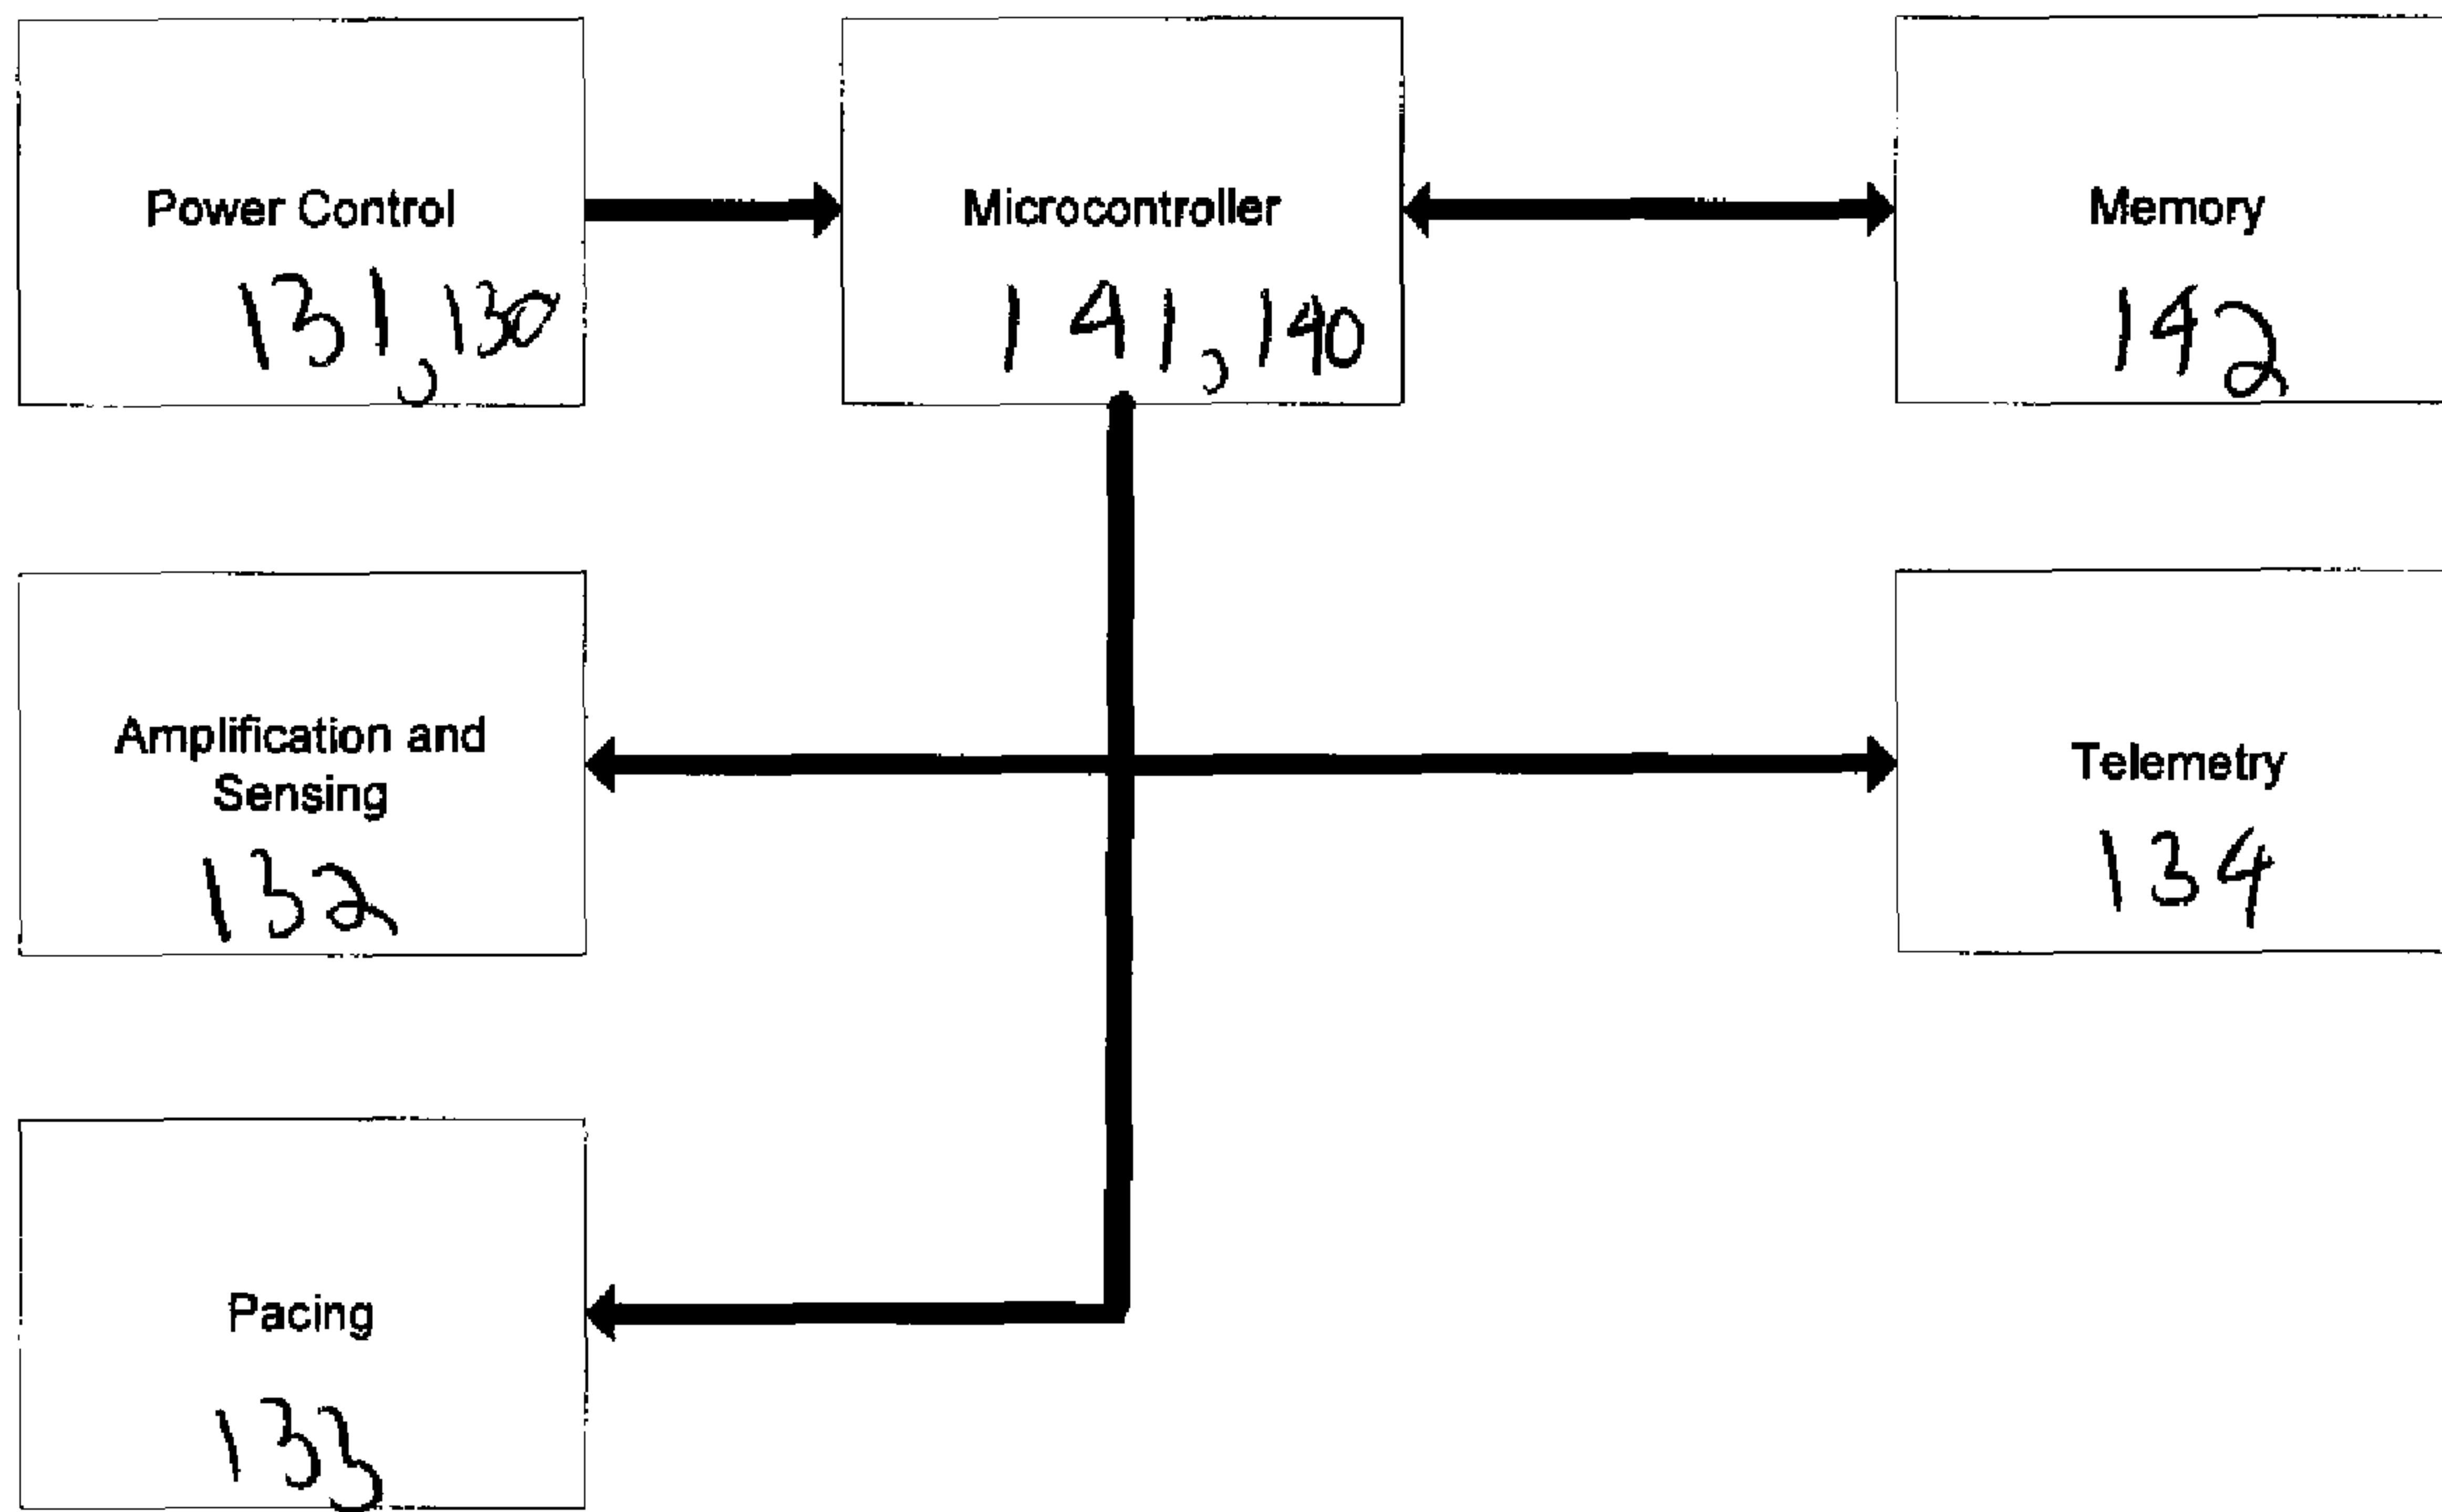 Power Control
131, 130
Microcontroller
141, 140
Memory
142
Amplification and
Sensing
132
Telemetry
134
Pacing
133